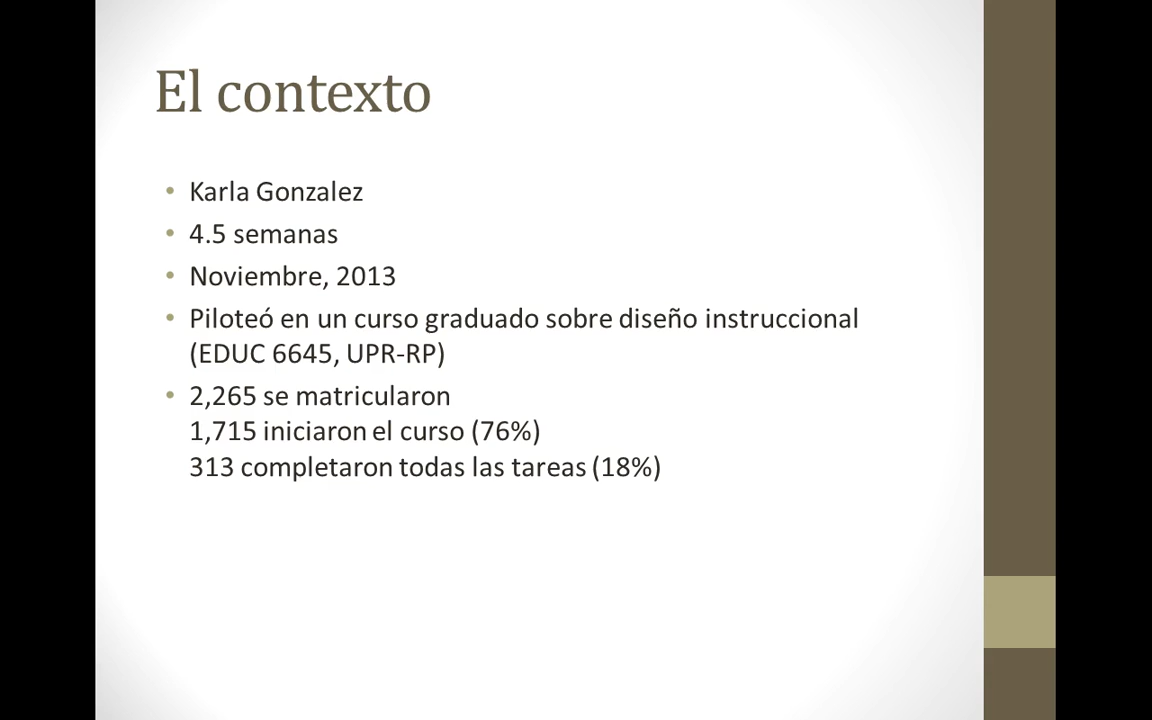 El contexto
• Karla Gonzalez
• 4.5 semanas
• Noviembre, 2013
• Piloteó en un curso graduado sobre diseño instruccional
(EDUC 6645, UPR-RP)
• 2,265 se matricularon
1,715 iniciaron el curso (76%)
313 completaron todas las tareas (18%)